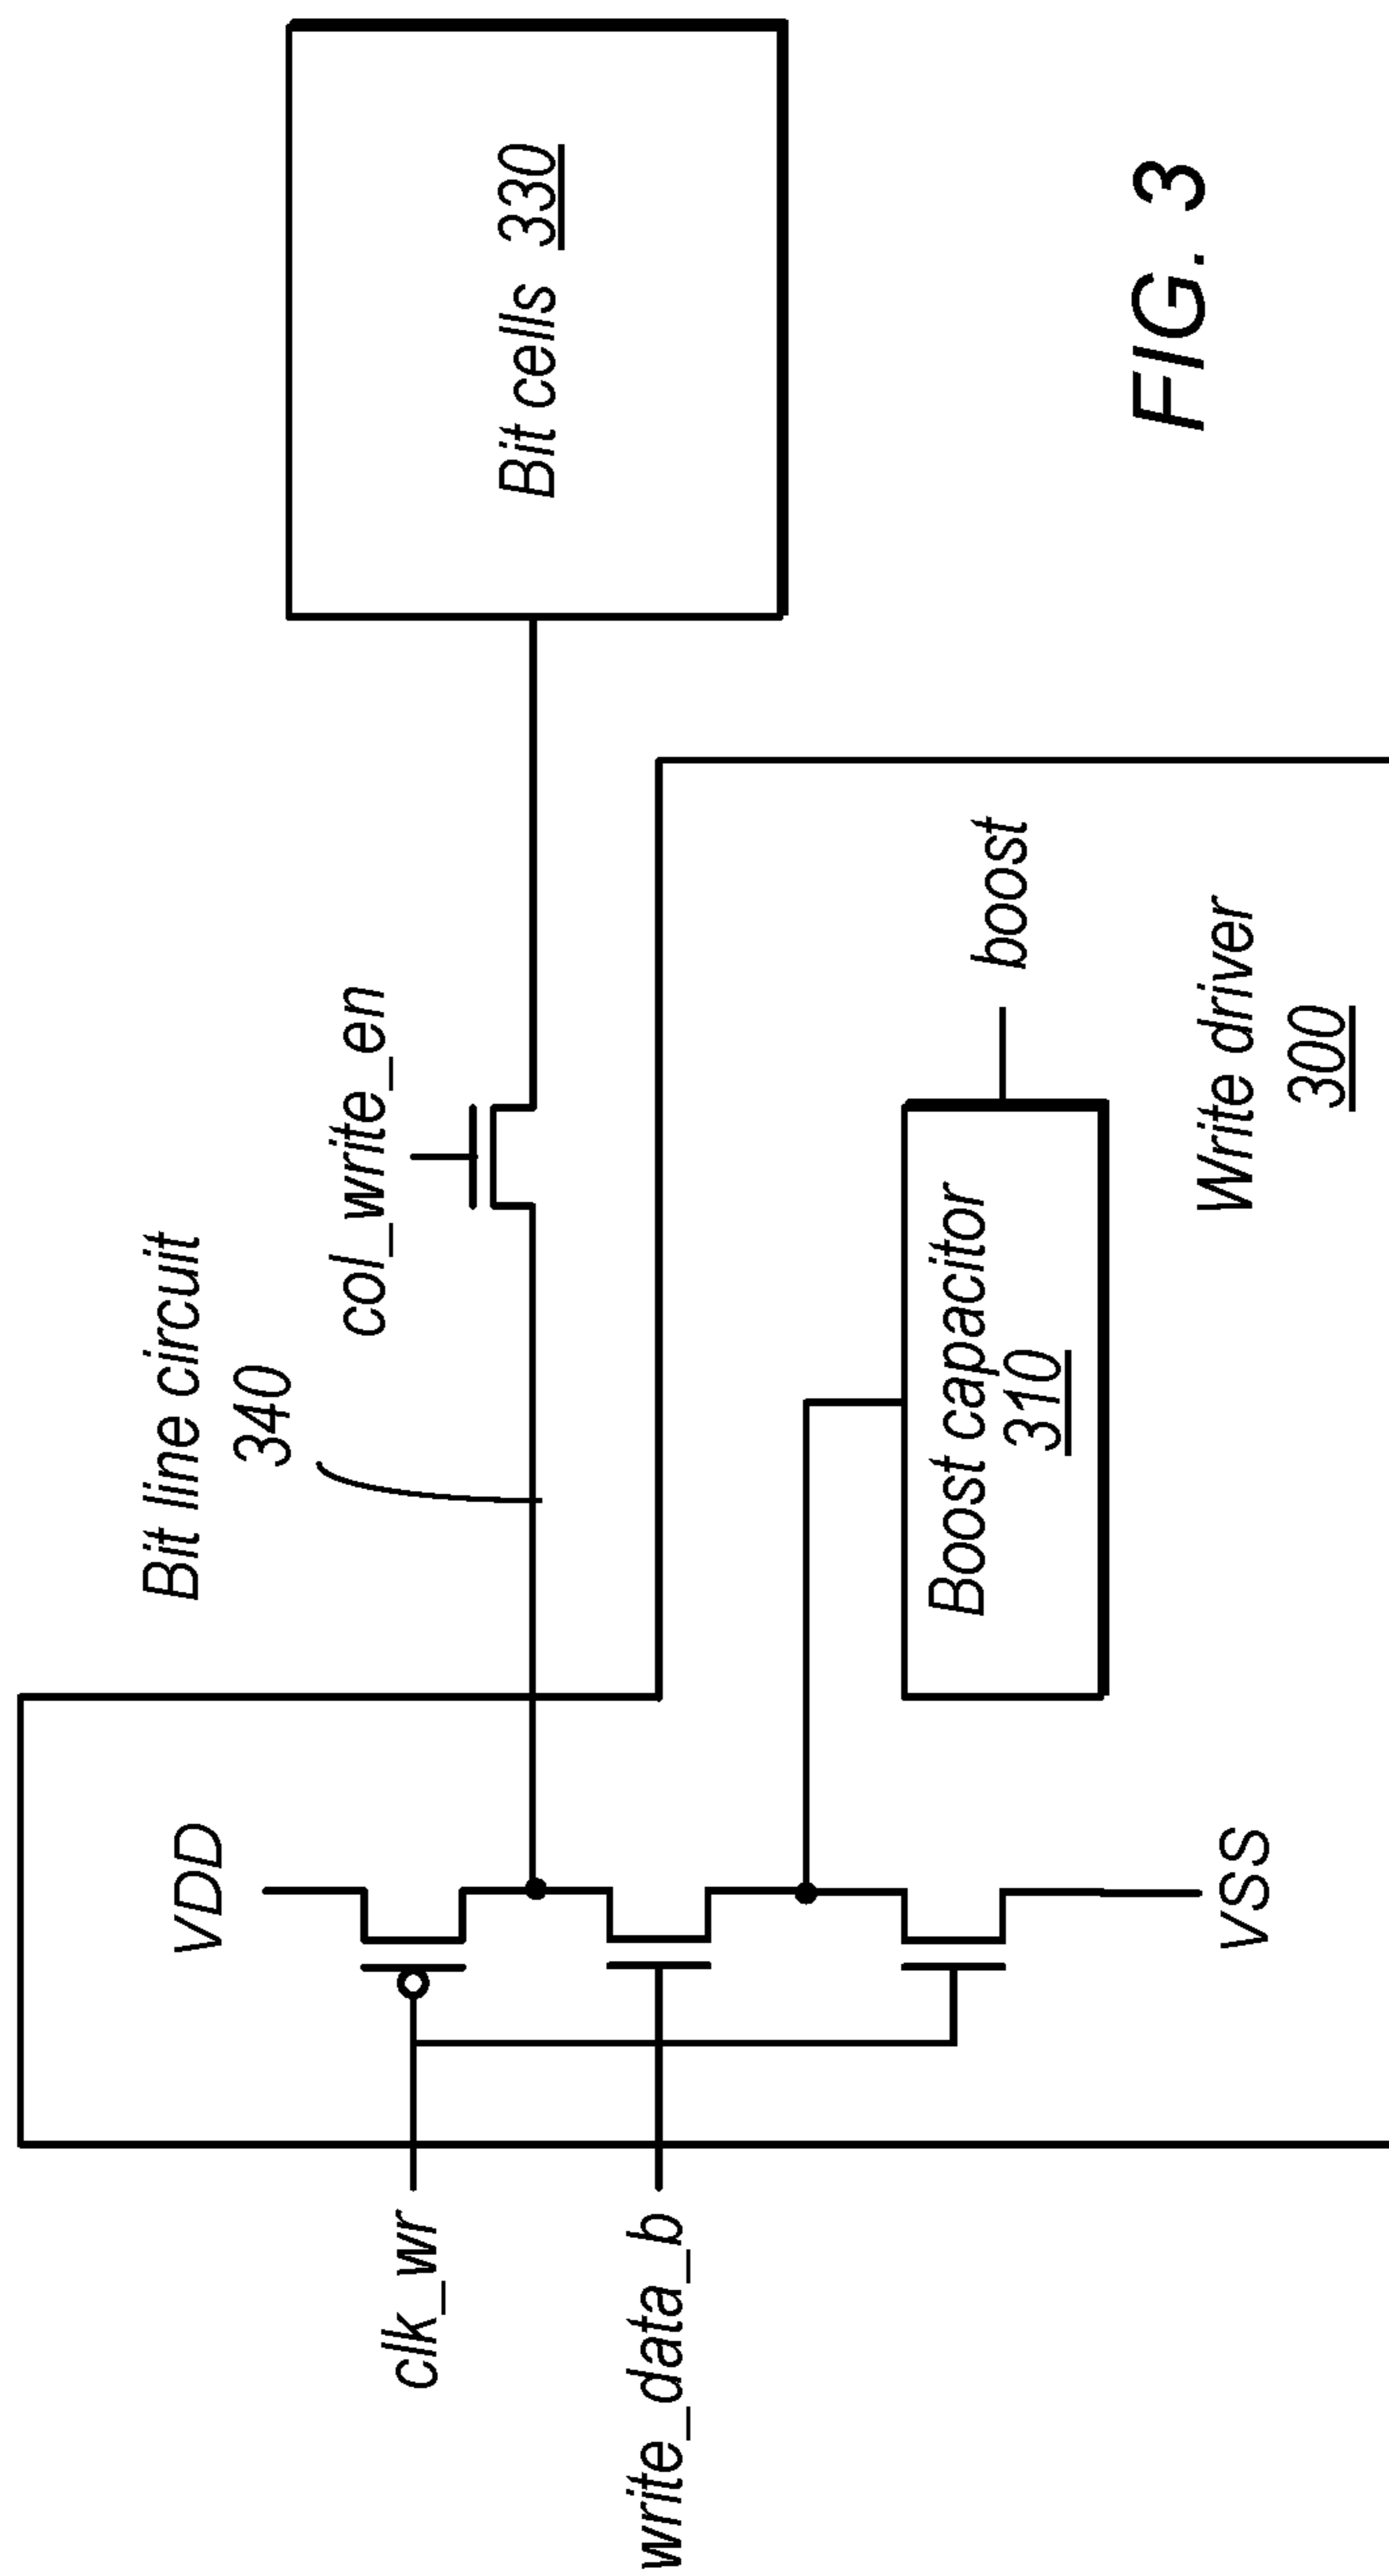 Bit line circuit
340
VDD
col_write_en
Bit cells 330
clk_wr
write_data_b
boost
Boost capacitor
310
VSS
Write driver
300
FIG. 3